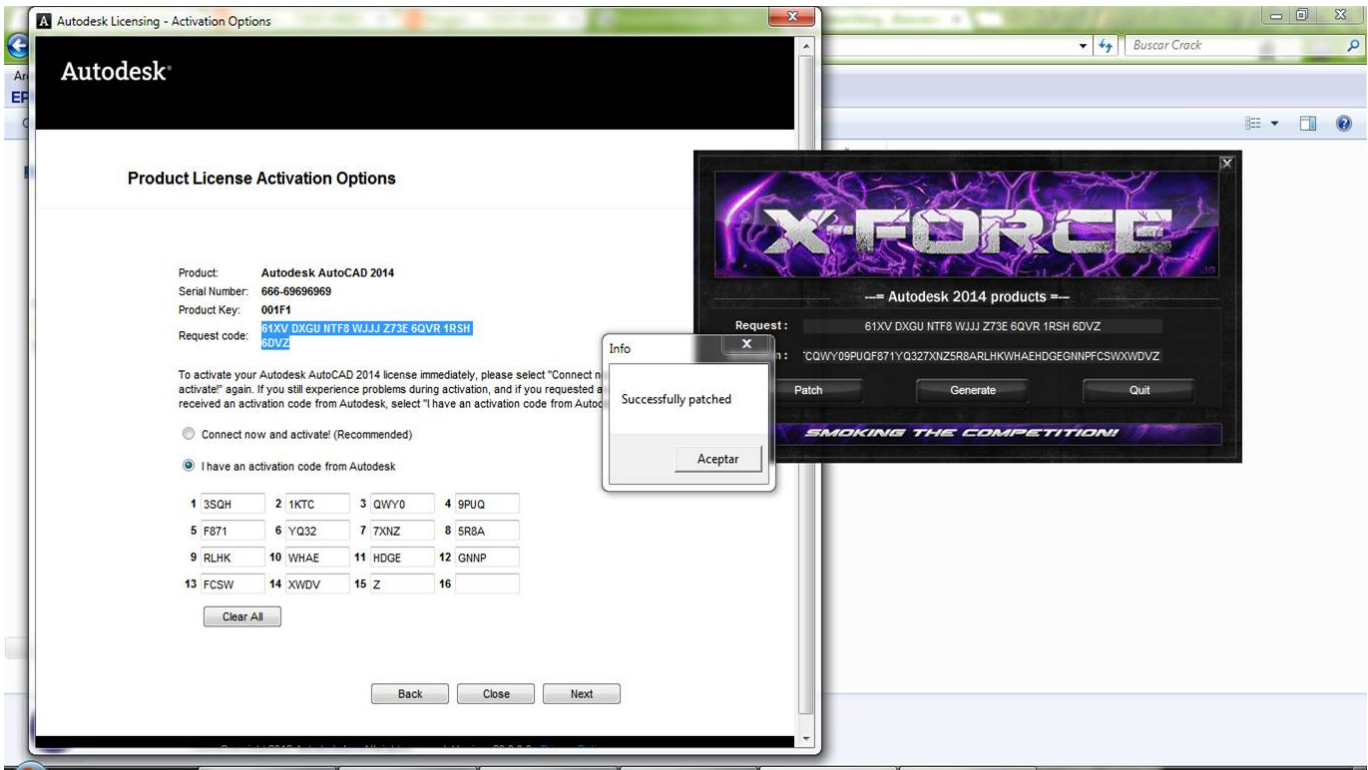 Autodesk Licensing - Activation Options
Buscar Crack
Autodesk
Product License Activation Options
Product: Autodesk AutoCAD 2014
Serial Number: 666-69696969
Product Key: 001F1
Request code: 61XV DXGU NTF8 WJJJ Z73E 6QVR 1RSH
6DVZ
To activate your Autodesk AutoCAD 2014 license immediately, please select "Connect
activate!" again. If you still experience problems during activation, and if you requested
received an activation code from Autodesk, select "I have an activation code from
Connect now and activate! (Recommended)
I have an activation code from Autodesk
1 3SQH 2 1KTC 3 QWY0 4 9PUQ
5 F871 6 YQ32 7 7XNZ 8 5R8A
9 RLHK 10 WHAE 11 HDGE 12 GNNP
13 FCSW 14 XWDV 15 Z 16
Clear All
Back Close Next
X-FORCE
---= Autodesk 2014 products =---
Request: 61XV DXGU NTF8 WJJJ Z73E 6QVR 1RSH 6DVZ
CQWY09PUQF871YQ327XNZ5R8ARLHKWHAEHDGEGNNPFCSWXWDVZ
Patch Generate Quit
SMOKING THE COMPETITION!
Info
Successfully patched
Aceptar